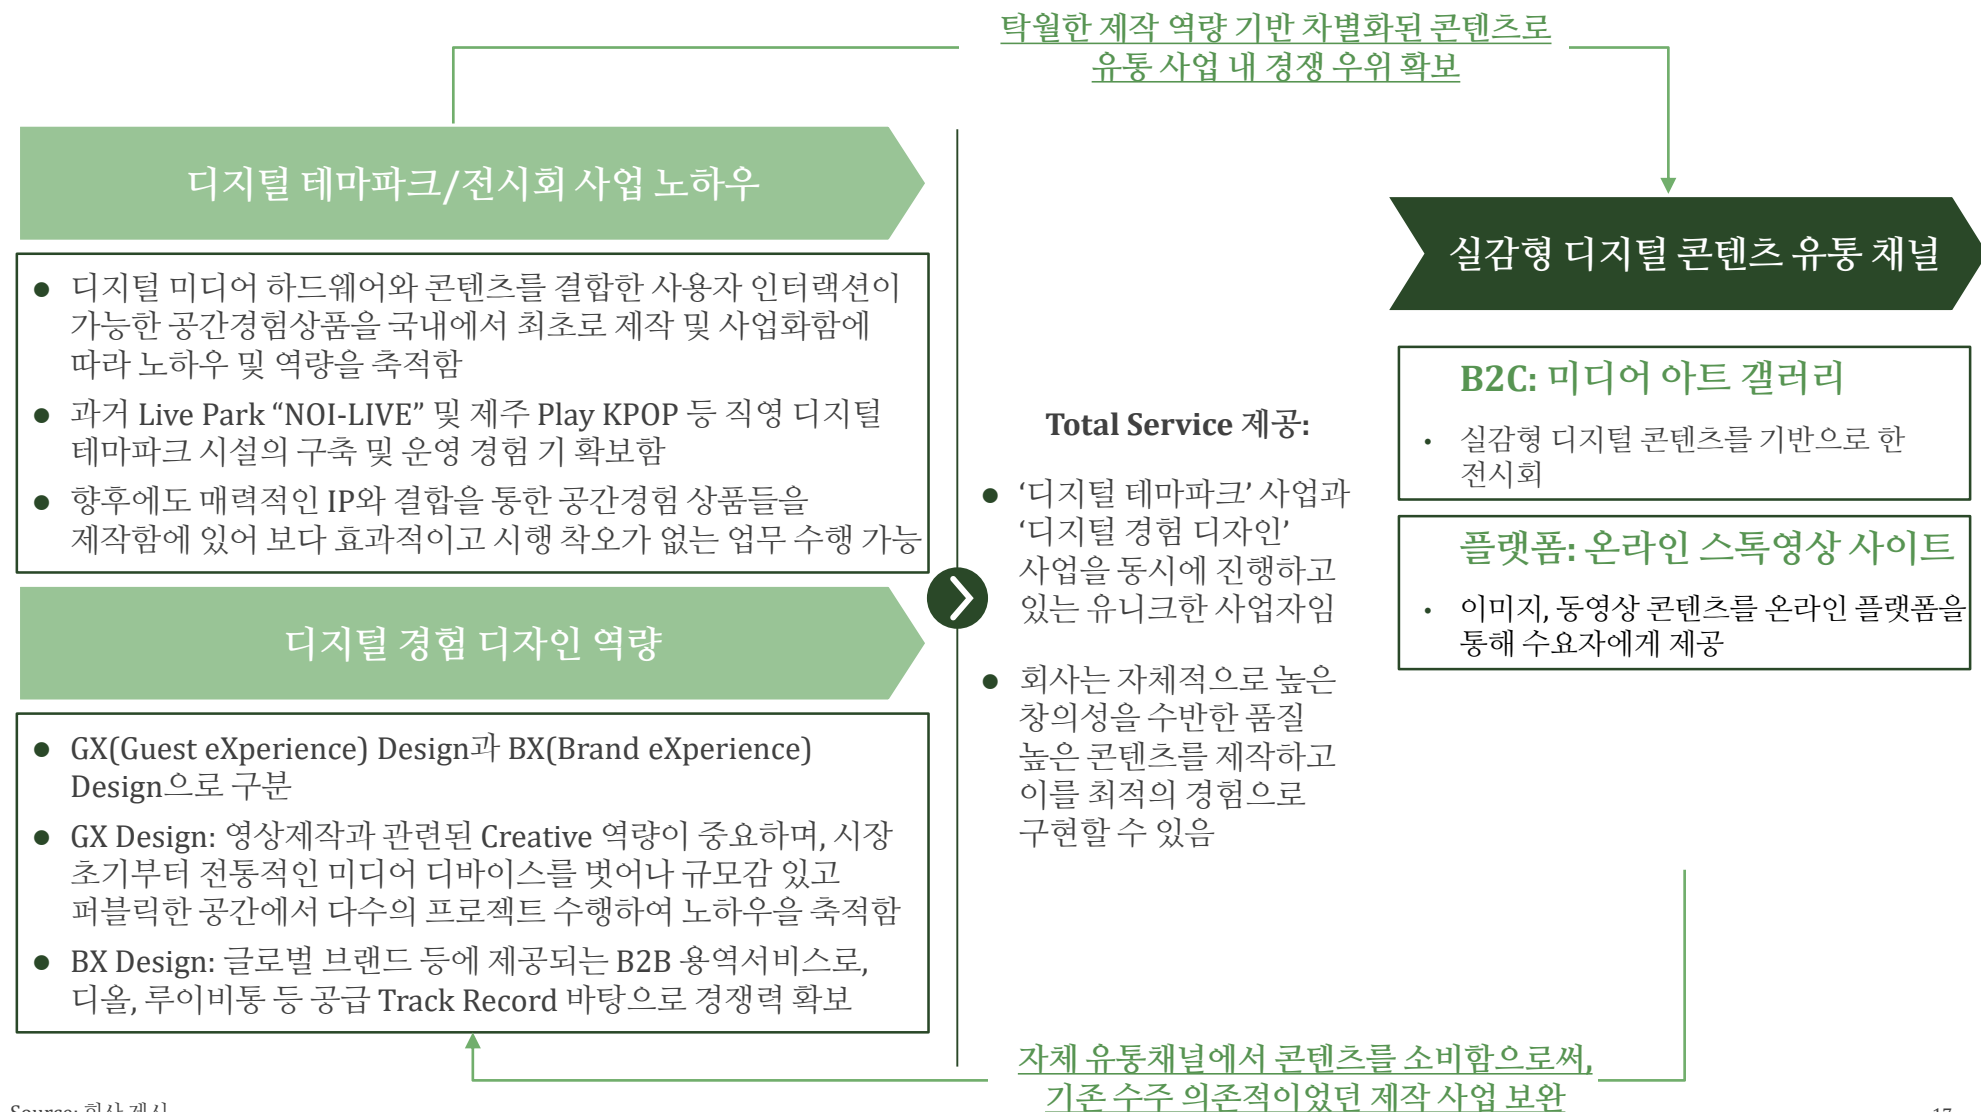 탁월한 제작 역량 기반 차별화된 콘텐츠로
유통 사업 내 경쟁 우위 확보
디지털 테마파크/전시회 사업 노하우
● 디지털 미디어 하드웨어와 콘텐츠를 결합한 사용자 인터랙션이
가능한 공간경험상품을 국내에서 최초로 제작 및 사업화함에
따라 노하우 및 역량을 축적함
● 과거 Live Park “NOI-LIVE” 및 제주 Play KPOP 등 직영 디지털
테마파크 시설의 구축 및 운영 경험 기 확보함
● 향후에도 매력적인 IP와 결합을 통한 공간경험 상품들을
제작함에 있어 보다 효과적이고 시행 착오가 없는 업무 수행 가능
디지털 경험 디자인 역량
● GX(Guest eXperience) Design과 BX(Brand eXperience)
Design으로 구분
● GX Design: 영상제작과 관련된 Creative 역량이 중요하며, 시장
초기부터 전통적인 미디어 디바이스를 벗어나 규모감 있고
퍼블릭한 공간에서 다수의 프로젝트 수행하여 노하우을 축적함
● BX Design: 글로벌 브랜드 등에 제공되는 B2B 용역서비스로,
디올, 루이비통 등 공급 Track Record 바탕으로 경쟁력 확보
Total Service 제공:
● ‘디지털 테마파크’ 사업과
‘디지털 경험 디자인’
사업을 동시에 진행하고
있는 유니크한 사업자임
● 회사는 자체적으로 높은
창의성을 수반한 품질
높은 콘텐츠를 제작하고
이를 최적의 경험으로
구현할 수 있음
실감형 디지털 콘텐츠 유통 채널
B2C: 미디어 아트 갤러리
• 실감형 디지털 콘텐츠를 기반으로 한
전시회
플랫폼: 온라인 스톡영상 사이트
• 이미지, 동영상 콘텐츠를 온라인 플랫폼을
통해 수요자에게 제공
자체 유통채널에서 콘텐츠를 소비함으로써,
기존 수주 의존적이었던 제작 사업 보완
Source: 회사 제시
17